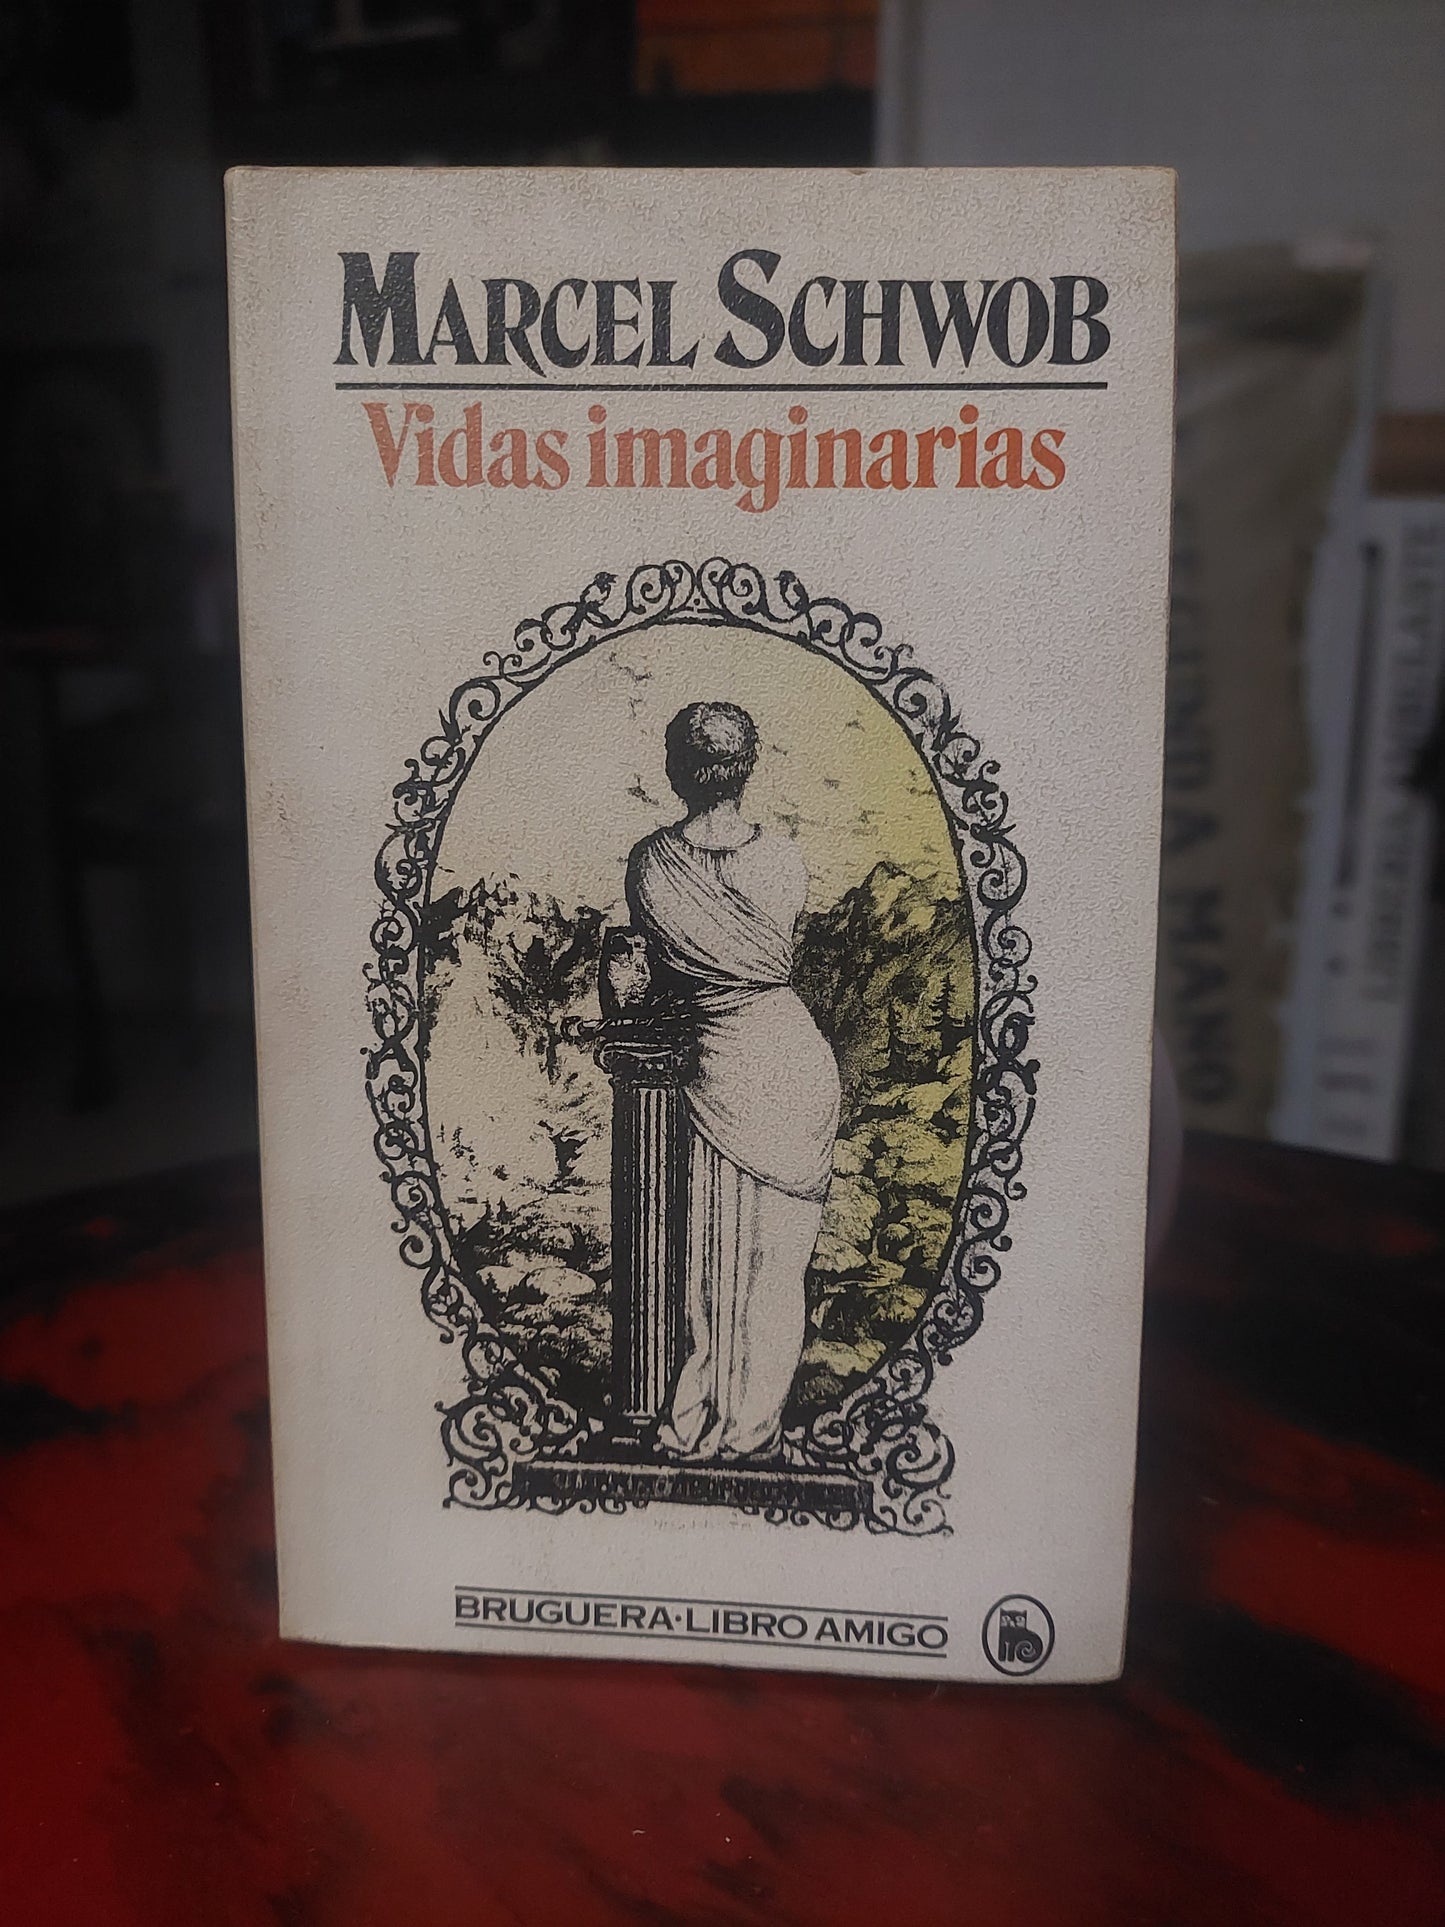 MARCEL SCHWOB
Vidas imaginarias
BRUGUERA·LIBRO AMIGO